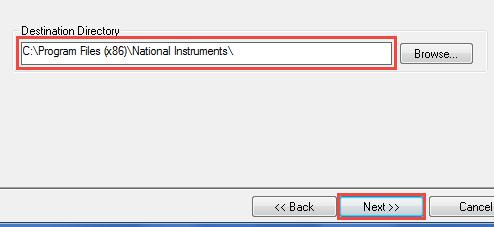 Destination Directory
C:\Program Files (x86)\National Instruments\
Browse...
<< Back
Next >>
Cancel